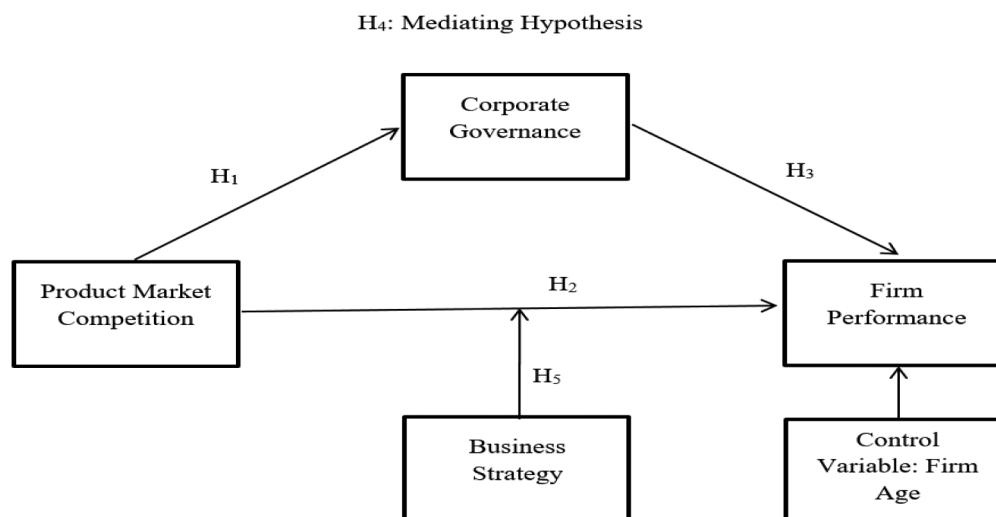 H₄: Mediating Hypothesis
Corporate
Governance
H₁
H₃
Product Market
Competition
H₂
Firm
Performance
H₅
Business
Strategy
Control
Variable: Firm
Age